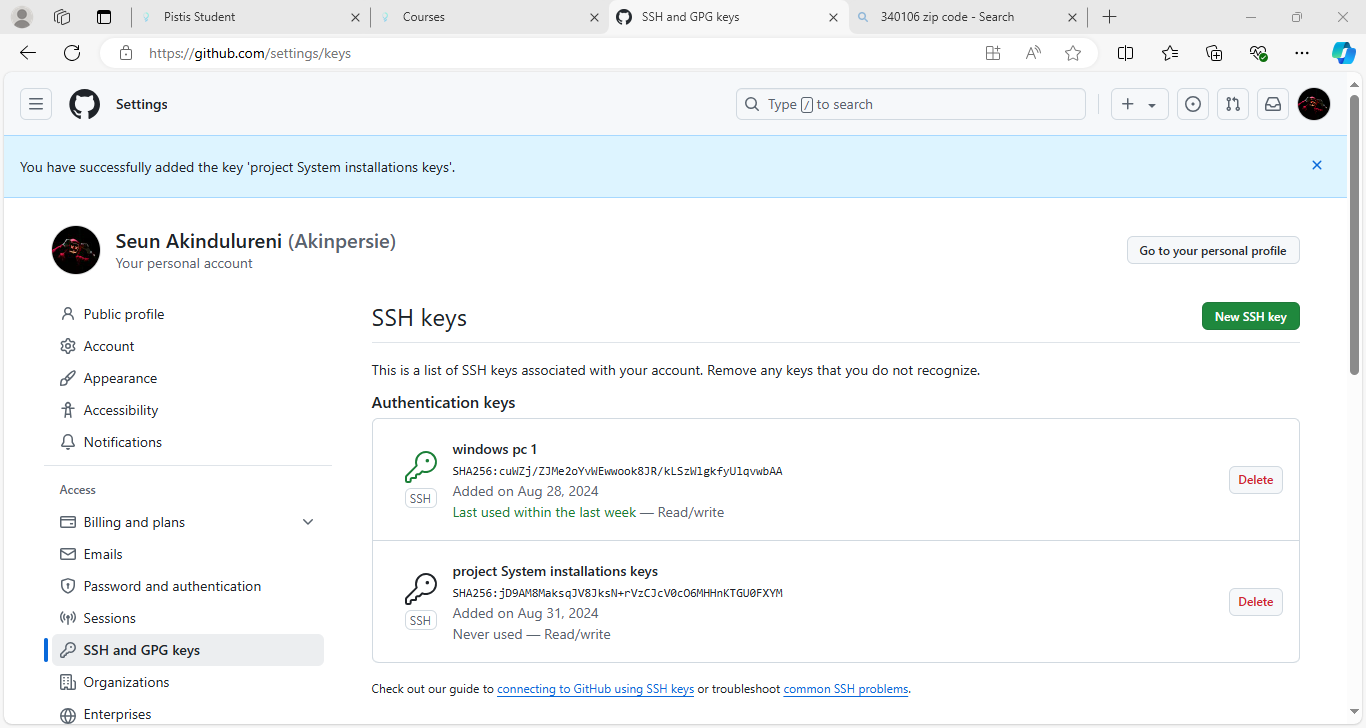 Pistis Student
Courses
SSH and GPG keys
340106 zip code - Search
https://github.com/settings/keys
Settings
Type / to search
You have successfully added the key 'project System installations keys'.
Seun Akindulureni (Akinpersie)
Your personal account
Go to your personal profile
Public profile
Account
Appearance
Accessibility
Notifications
Access
Billing and plans
Emails
Password and authentication
Sessions
SSH and GPG keys
Organizations
Enterprises
SSH keys
New SSH key
This is a list of SSH keys associated with your account. Remove any keys that you do not recognize.
Authentication keys
windows pc 1
SHA256:cuWZj/ZJMe2oYvWEwwook8JR/kLSzWlgkfyUlqvwbAA
Added on Aug 28, 2024
Last used within the last week — Read/write
SSH
Delete
project System installations keys
SHA256:jD9AM8MaksqJV8JksN+rVzCJcV0cO6MHHnKTGU0FXYM
Added on Aug 31, 2024
Never used — Read/write
SSH
Delete
Check out our guide to connecting to GitHub using SSH keys or troubleshoot common SSH problems.